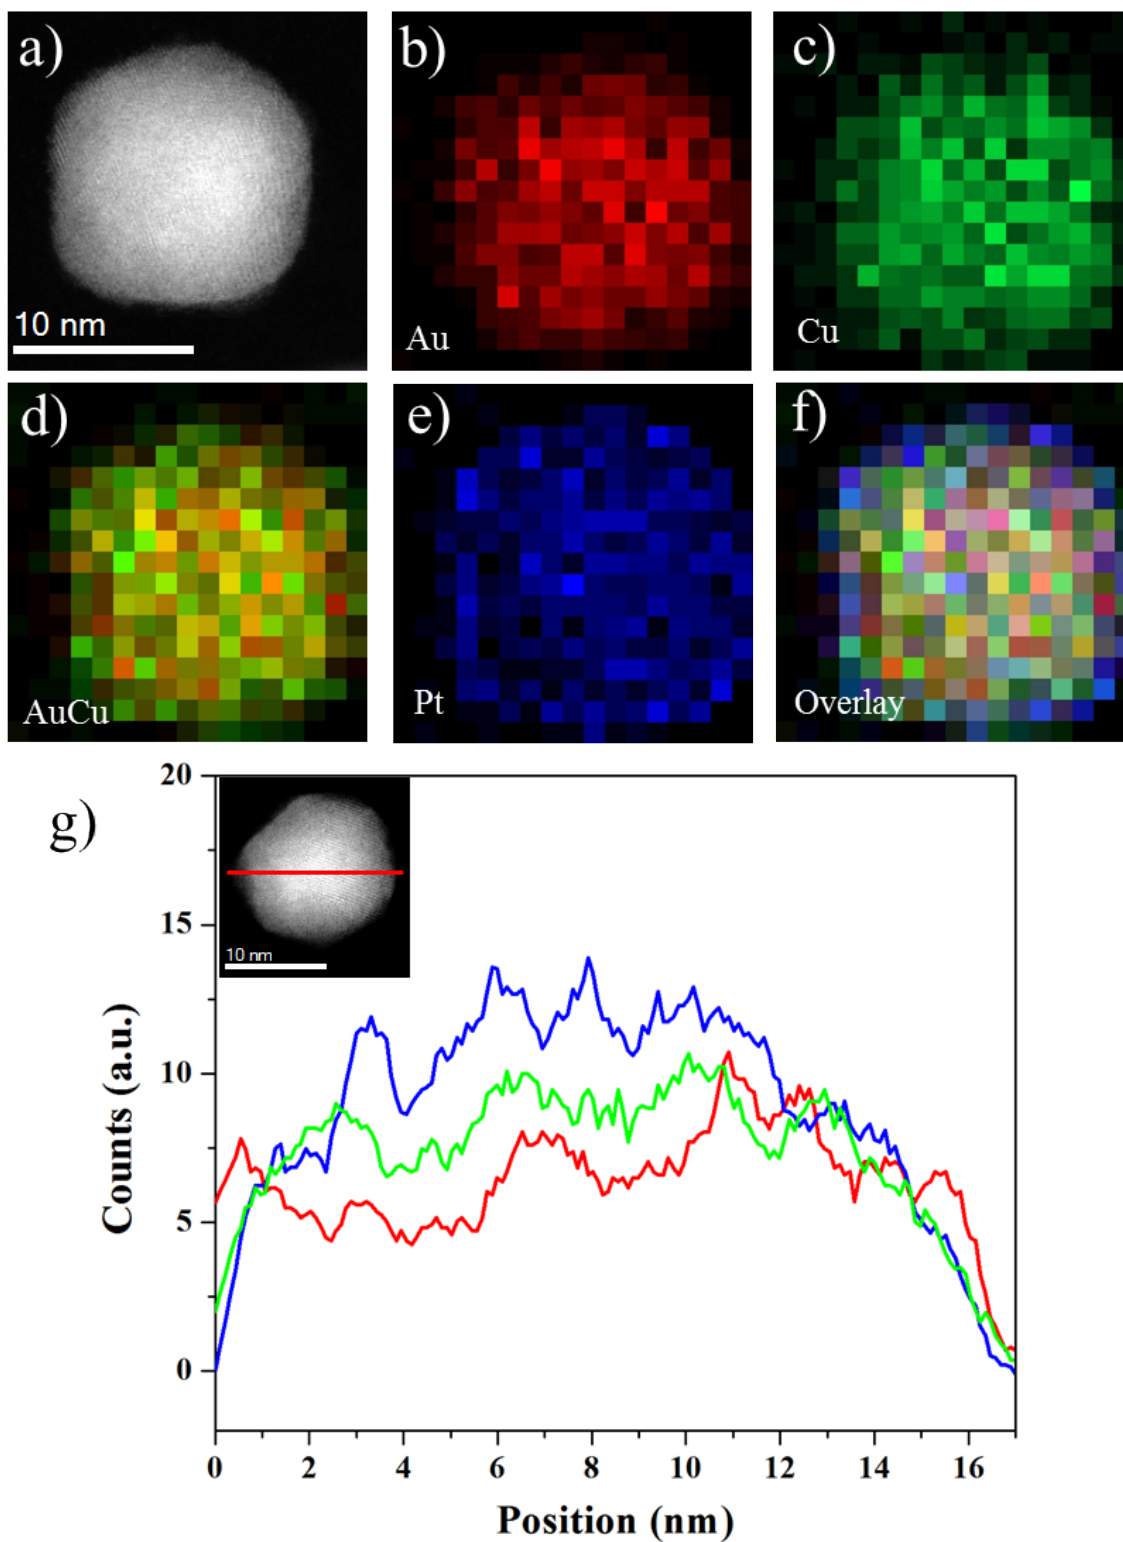 a)
10 nm
b)
Au
c)
Cu
d)
AuCu
e)
Pt
f)
Overlay
g)
10 nm
20
15
10
5
0
Counts (a.u.)
0 2 4 6 8 10 12 14 16
Position (nm)